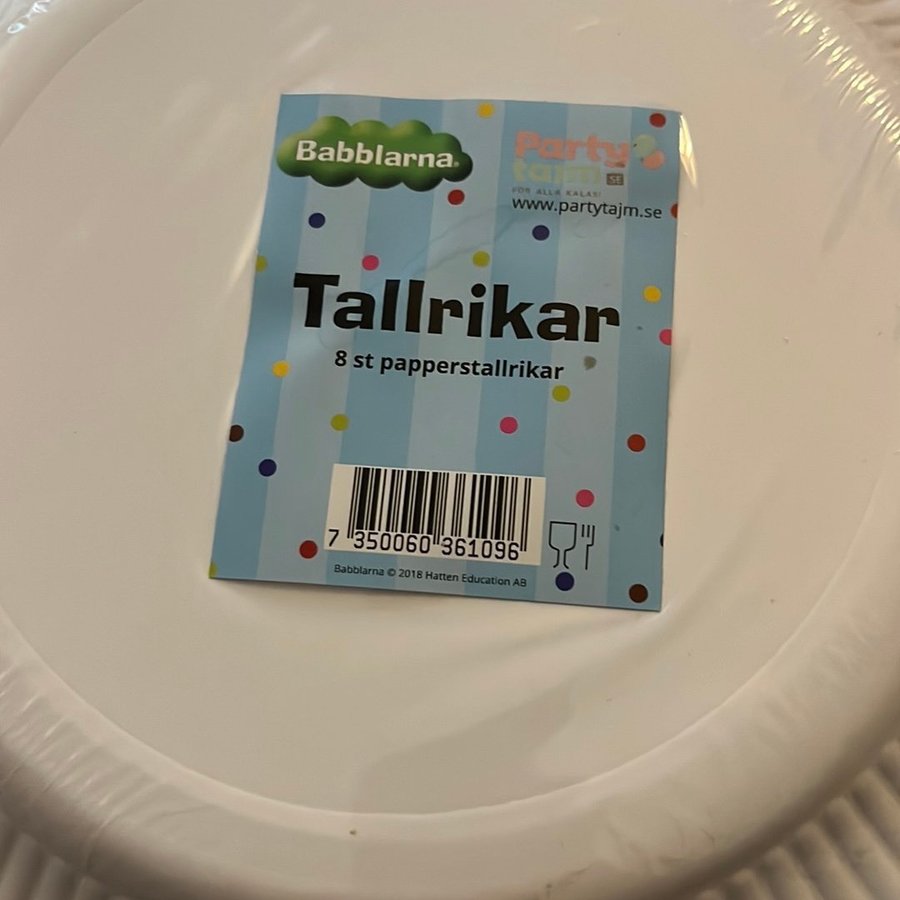 Babblarna
Party
tajm
SE
FÖR ALLA KALAS!
www.partytajm.se
Tallrikar
8 st papperstallrikar
7 350060 361096
Babblarna © 2018 Hatten Education AB